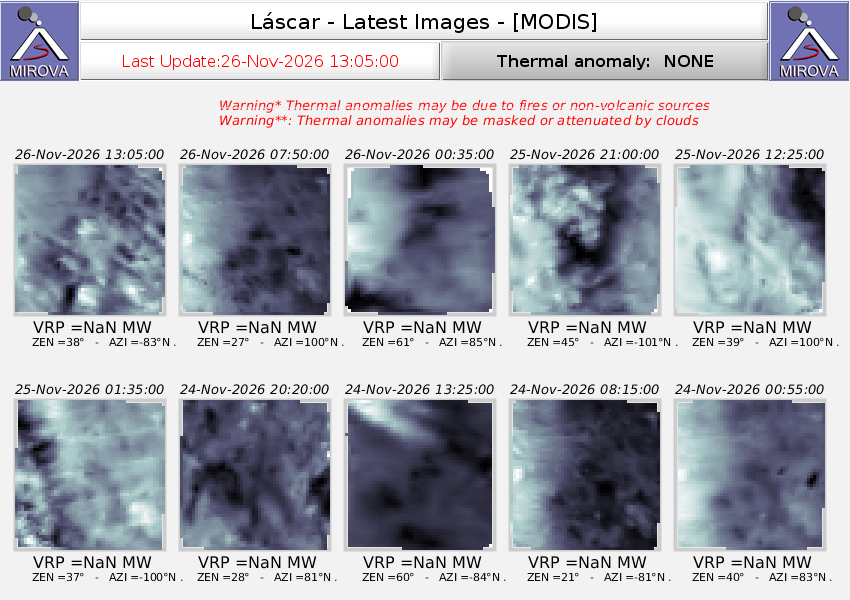 Láscar - Latest Images - [MODIS]
MIROVA
Last Update:26-Nov-2026 13:05:00
Thermal anomaly: NONE
MIROVA
Warning* Thermal anomalies may be due to fires or non-volcanic sources
Warning**: Thermal anomalies may be masked or attenuated by clouds
26-Nov-2026 13:05:00 26-Nov-2026 07:50:00 26-Nov-2026 00:35:00 25-Nov-2026 21:00:00 25-Nov-2026 12:25:00
VRP =NaN MW VRP =NaN MW VRP =NaN MW VRP =NaN MW VRP =NaN MW
ZEN =38° - AZI =-83°N . ZEN =27° - AZI =100°N . ZEN =61° - AZI =85°N . ZEN =45° - AZI =-101°N . ZEN =39° - AZI =100°N .
25-Nov-2026 01:35:00 24-Nov-2026 20:20:00 24-Nov-2026 13:25:00 24-Nov-2026 08:15:00 24-Nov-2026 00:55:00
VRP =NaN MW VRP =NaN MW VRP =NaN MW VRP =NaN MW VRP =NaN MW
ZEN =37° - AZI =-100°N . ZEN =28° - AZI =81°N . ZEN =60° - AZI =-84°N . ZEN =21° - AZI =-81°N . ZEN =40° - AZI =83°N .